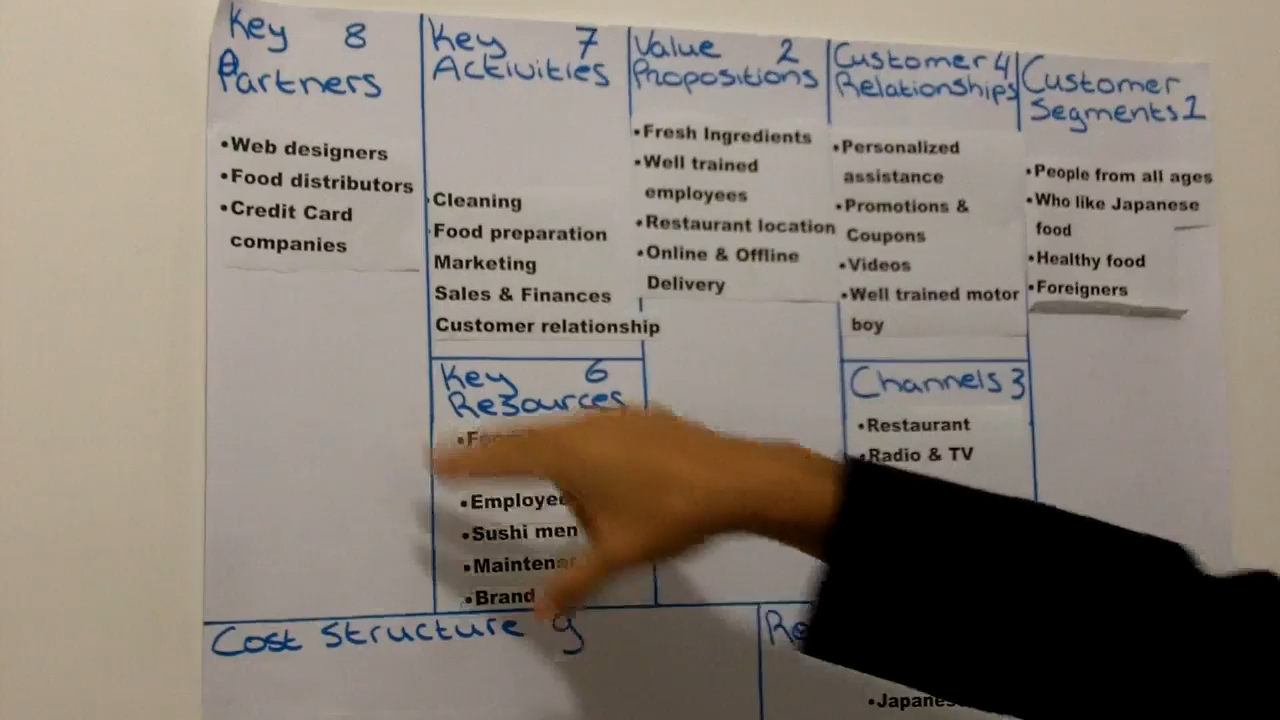 Key 8
Partners
•Web designers
•Food distributors
•Credit Card
companies
Key 7
Activities
Cleaning
Food preparation
Marketing
Sales & Finances
Customer relationship
Key 6
Resources
•Sushi men
•Brand
Value 2
Propositions
•Fresh Ingredients
•Well trained
employees
•Restaurant location
•Online & Offline
Delivery
Customer 4
Relationships
•Personalized
assistance
•Promotions &
Coupons
•Videos
•Well trained motor
boy
Channels 3
•Restaurant
•Radio & TV
Customer
Segments 1
•People from all ages
•Who like Japanese
food
•Healthy food
•Foreigners
Cost Structure 9